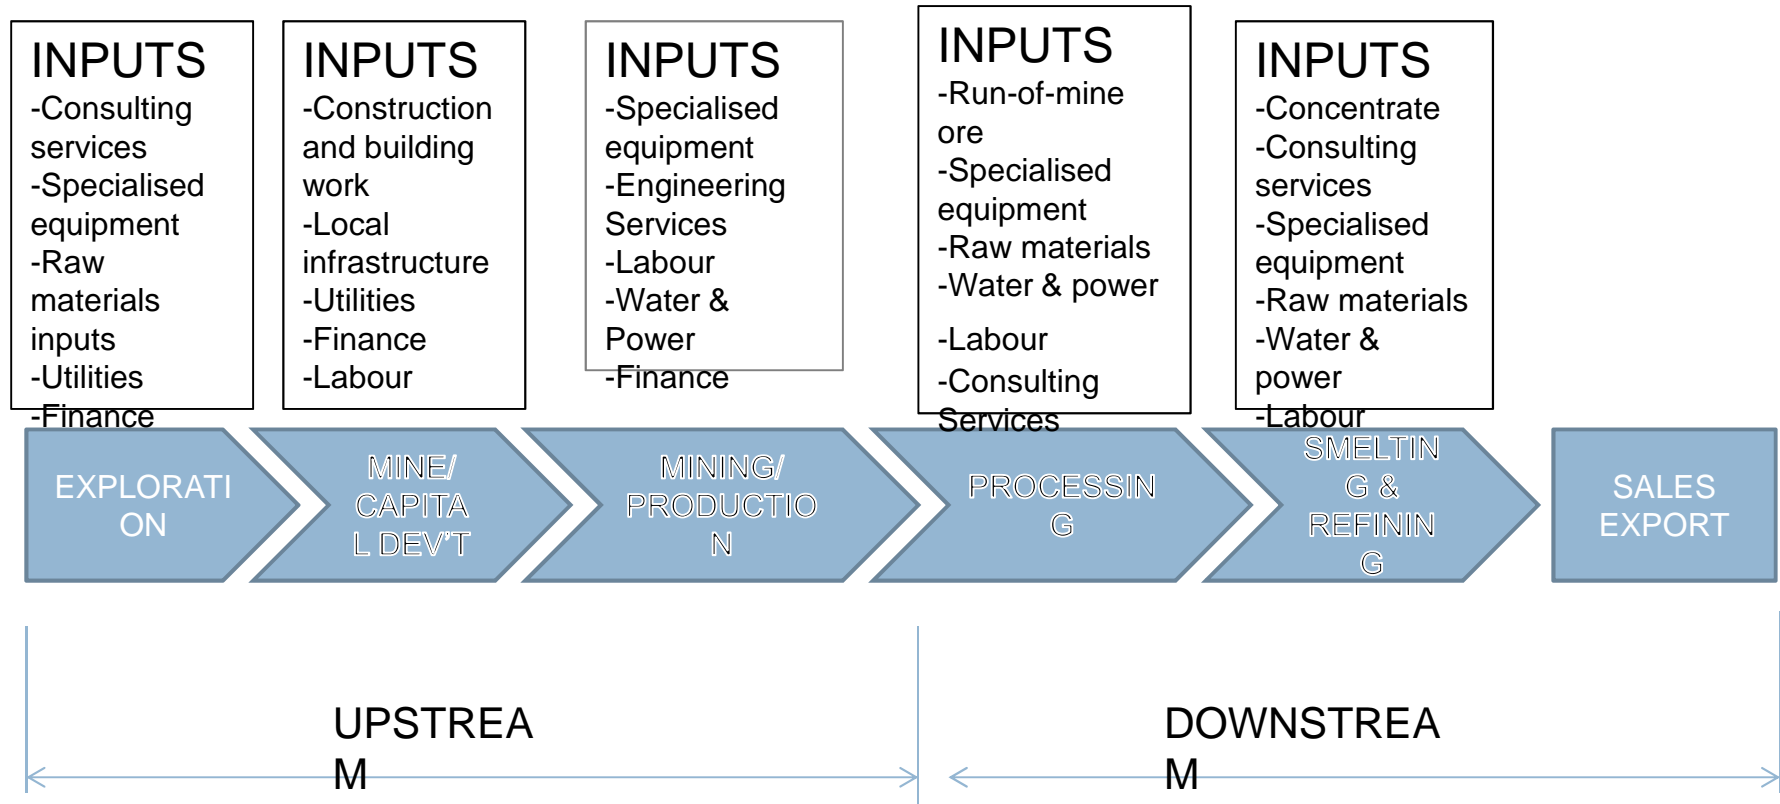 INPUTS
-Consulting
services
-Specialised
equipment
-Raw
materials
inputs
-Utilities
-Finance
INPUTS
-Construction
and building
work
-Local
infrastructure
-Utilities
-Finance
-Labour
INPUTS
-Specialised
equipment
-Engineering
Services
-Labour
-Water &
Power
-Finance
INPUTS
-Run-of-mine
ore
-Specialised
equipment
-Raw materials
-Water & power
-Labour
-Consulting
Services
INPUTS
-Concentrate
-Consulting
services
-Specialised
equipment
-Raw materials
-Water &
power
-Labour
EXPLORATI
ON
MINE/
CAPITA
L DEV’T
MINING/
PRODUCTIO
N
PROCESSIN
G
SMELTIN
G &
REFININ
G
SALES
EXPORT
UPSTREA
M
DOWNSTREA
M